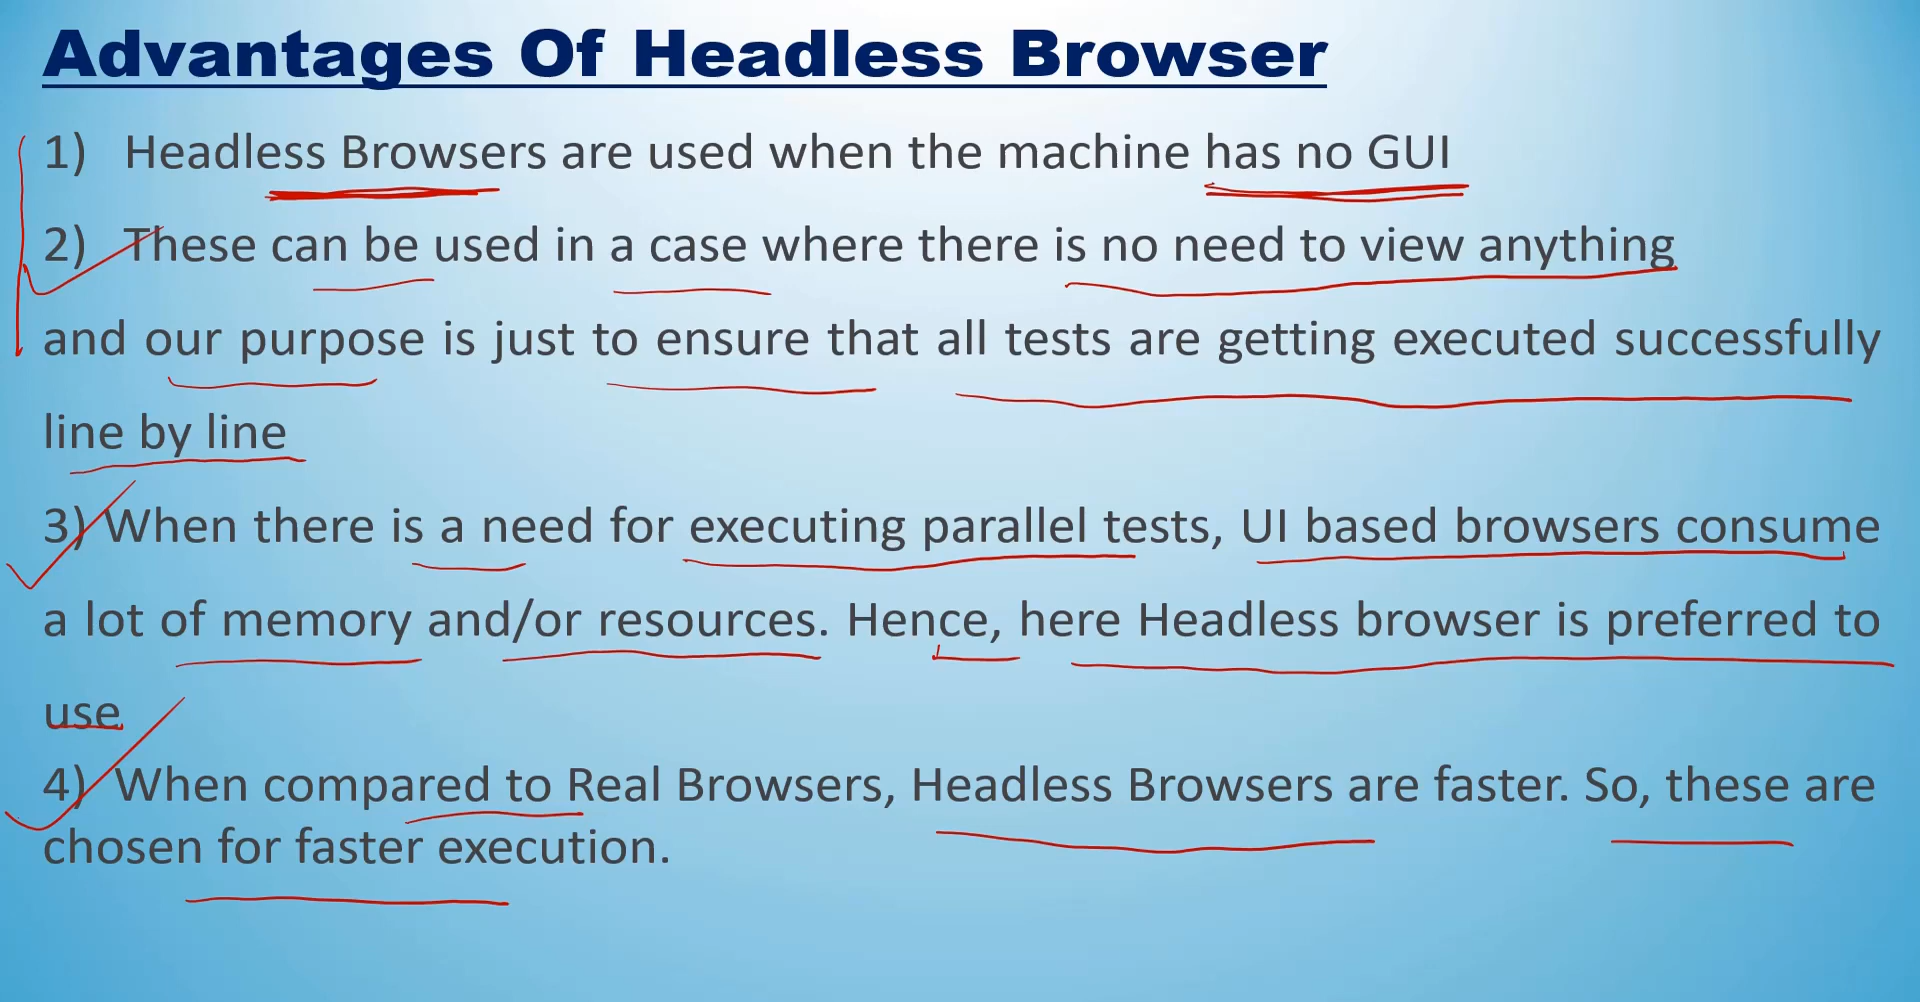 Advantages Of Headless Browser
1) Headless Browsers are used when the machine has no GUI
2) These can be used in a case where there is no need to view anything
and our purpose is just to ensure that all tests are getting executed successfully
line by line
3) When there is a need for executing parallel tests, UI based browsers consume
a lot of memory and/or resources. Hence, here Headless browser is preferred to
use
4) When compared to Real Browsers, Headless Browsers are faster. So, these are
chosen for faster execution.